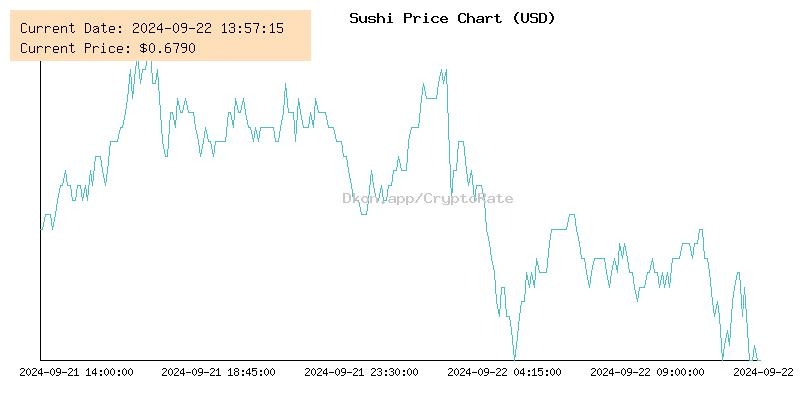 Sushi Price Chart (USD)
Current Date: 2024-09-22 13:57:15
Current Price: $0.6790
Dkon.app/CryptoRate
2024-09-21 14:00:00
2024-09-21 18:45:00
2024-09-21 23:30:00
2024-09-22 04:15:00
2024-09-22 09:00:00
2024-09-22